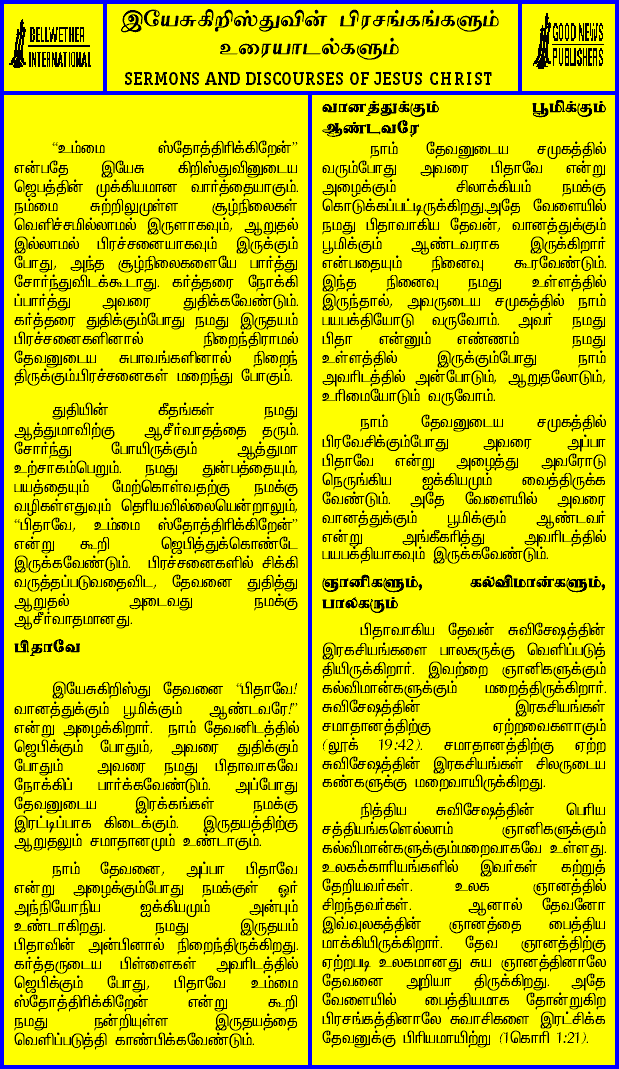 BELLWETHER
INTERNATIONAL
இயேசுகிறிஸ்துவின் பிரசங்கங்களும்
உரையாடல்களும்
SERMONS AND DISCOURSES OF JESUS CHRIST
GOOD NEWS
PUBLISHERS
“உம்மை ஸ்தோத்திரிக்கிறேன்”
என்பதே இயேசு கிறிஸ்துவினுடைய
ஜெபத்தின் முக்கியமான வார்த்தையாகும்.
நம்மை சுற்றிலுமுள்ள சூழ்நிலைகள்
வெளிச்சமில்லாமல் இருளாகவும், ஆறுதல்
இல்லாமல் பிரச்சனையாகவும் இருக்கும்
போது, அந்த சூழ்நிலைகளையே பார்த்து
சோர்ந்துவிடக்கூடாது. கர்த்தரை நோக்கி
ப்பார்த்து அவரை துதிக்கவேண்டும்.
கர்த்தரை துதிக்கும்போது நமது இருதயம்
பிரச்சனைகளினால் நிறைந்திராமல்
தேவனுடைய சுபாவங்களினால் நிறைந்
திருக்கும்.பிரச்சனைகள் மறைந்து போகும்.
துதியின் கீதங்கள் நமது
ஆத்துமாவிற்கு ஆசீர்வாதத்தை தரும்.
சோர்ந்து போயிருக்கும் ஆத்துமா
உற்சாகம்பெறும். நமது துன்பத்தையும்,
பயத்தையும் மேற்கொள்வதற்கு நமக்கு
வழிகள்எதுவும் தெரியவில்லையென்றாலும்,
“பிதாவே, உம்மை ஸ்தோத்திரிக்கிறேன்”
என்று கூறி ஜெபித்துக்கொண்டே
இருக்கவேண்டும். பிரச்சனைகளில் சிக்கி
வருத்தப்படுவதைவிட, தேவனை துதித்து
ஆறுதல் அடைவது நமக்கு
ஆசீர்வாதமானது.
பிதாவே
இயேசுகிறிஸ்து தேவனை “பிதாவே!
வானத்துக்கும் பூமிக்கும் ஆண்டவரே!”
என்று அழைக்கிறார். நாம் தேவனிடத்தில்
ஜெபிக்கும் போதும், அவரை துதிக்கும்
போதும் அவரை நமது பிதாவாகவே
நோக்கிப் பார்க்கவேண்டும். அப்போது
தேவனுடைய இரக்கங்கள் நமக்கு
இரட்டிப்பாக கிடைக்கும். இருதயத்திற்கு
ஆறுதலும் சமாதானமும் உண்டாகும்.
நாம் தேவனை, அப்பா பிதாவே
என்று அழைக்கும்போது நமக்குள் ஓர்
அந்நியோநிய ஐக்கியமும் அன்பும்
உண்டாகிறது. நமது இருதயம்
பிதாவின் அன்பினால் நிறைந்திருக்கிறது.
கர்த்தருடைய பிள்ளைகள் அவரிடத்தில்
ஜெபிக்கும் போது, பிதாவே உம்மை
ஸ்தோத்திரிக்கிறேன் என்று கூறி
நமது நன்றியுள்ள இருதயத்தை
வெளிப்படுத்தி காண்பிக்கவேண்டும்.
வானத்துக்கும் பூமிக்கும்
ஆண்டவரே
நாம் தேவனுடைய சமுகத்தில்
வரும்போது அவரை பிதாவே என்று
அழைக்கும் சிலாக்கியம் நமக்கு
கொடுக்கப்பட்டிருக்கிறது.அதே வேளையில்
நமது பிதாவாகிய தேவன், வானத்துக்கும்
பூமிக்கும் ஆண்டவராக இருக்கிறார்
என்பதையும் நினைவு கூரவேண்டும்.
இந்த நினைவு நமது உள்ளத்தில்
இருந்தால், அவருடைய சமுகத்தில் நாம்
பயபக்தியோடு வருவோம். அவர் நமது
பிதா என்னும் எண்ணம் நமது
உள்ளத்தில் இருக்கும்போது நாம்
அவரிடத்தில் அன்போடும், ஆறுதலோடும்,
உரிமையோடும் வருவோம்.
நாம் தேவனுடைய சமுகத்தில்
பிரவேசிக்கும்போது அவரை அப்பா
பிதாவே என்று அழைத்து அவரோடு
நெருங்கிய ஐக்கியமும் வைத்திருக்க
வேண்டும். அதே வேளையில் அவரை
வானத்துக்கும் பூமிக்கும் ஆண்டவர்
என்று அங்கீகரித்து அவரிடத்தில்
பயபக்தியாகவும் இருக்கவேண்டும்.
ஞானிகளும், கல்விமான்களும்,
பாலகரும்
பிதாவாகிய தேவன் சுவிசேஷத்தின்
இரகசியங்களை பாலகருக்கு வெளிப்படுத்
தியிருக்கிறார். இவற்றை ஞானிகளுக்கும்
கல்விமான்களுக்கும் மறைத்திருக்கிறார்.
சுவிசேஷத்தின் இரகசியங்கள்
சமாதானத்திற்கு ஏற்றவைகளாகும்
(லூக் 19:42). சமாதானத்திற்கு ஏற்ற
சுவிசேஷத்தின் இரகசியங்கள் சிலருடைய
கண்களுக்கு மறைவாயிருக்கிறது.
நித்திய சுவிசேஷத்தின் பெரிய
சத்தியங்களெல்லாம் ஞானிகளுக்கும்
கல்விமான்களுக்கும்மறைவாகவே உள்ளது.
உலகக்காரியங்களில் இவர்கள் கற்றுத்
தேறியவர்கள். உலக ஞானத்தில்
சிறந்தவர்கள். ஆனால் தேவனோ
இவ்வுலகத்தின் ஞானத்தை பைத்திய
மாக்கியிருக்கிறார். தேவ ஞானத்திற்கு
ஏற்றபடி உலகமானது சுய ஞானத்தினாலே
தேவனை அறியா திருக்கிறது. அதே
வேளையில் பைத்தியமாக தோன்றுகிற
பிரசங்கத்தினாலே சுவாசிகளை இரட்சிக்க
தேவனுக்கு பிரியமாயிற்று (1கொரி 1:21).